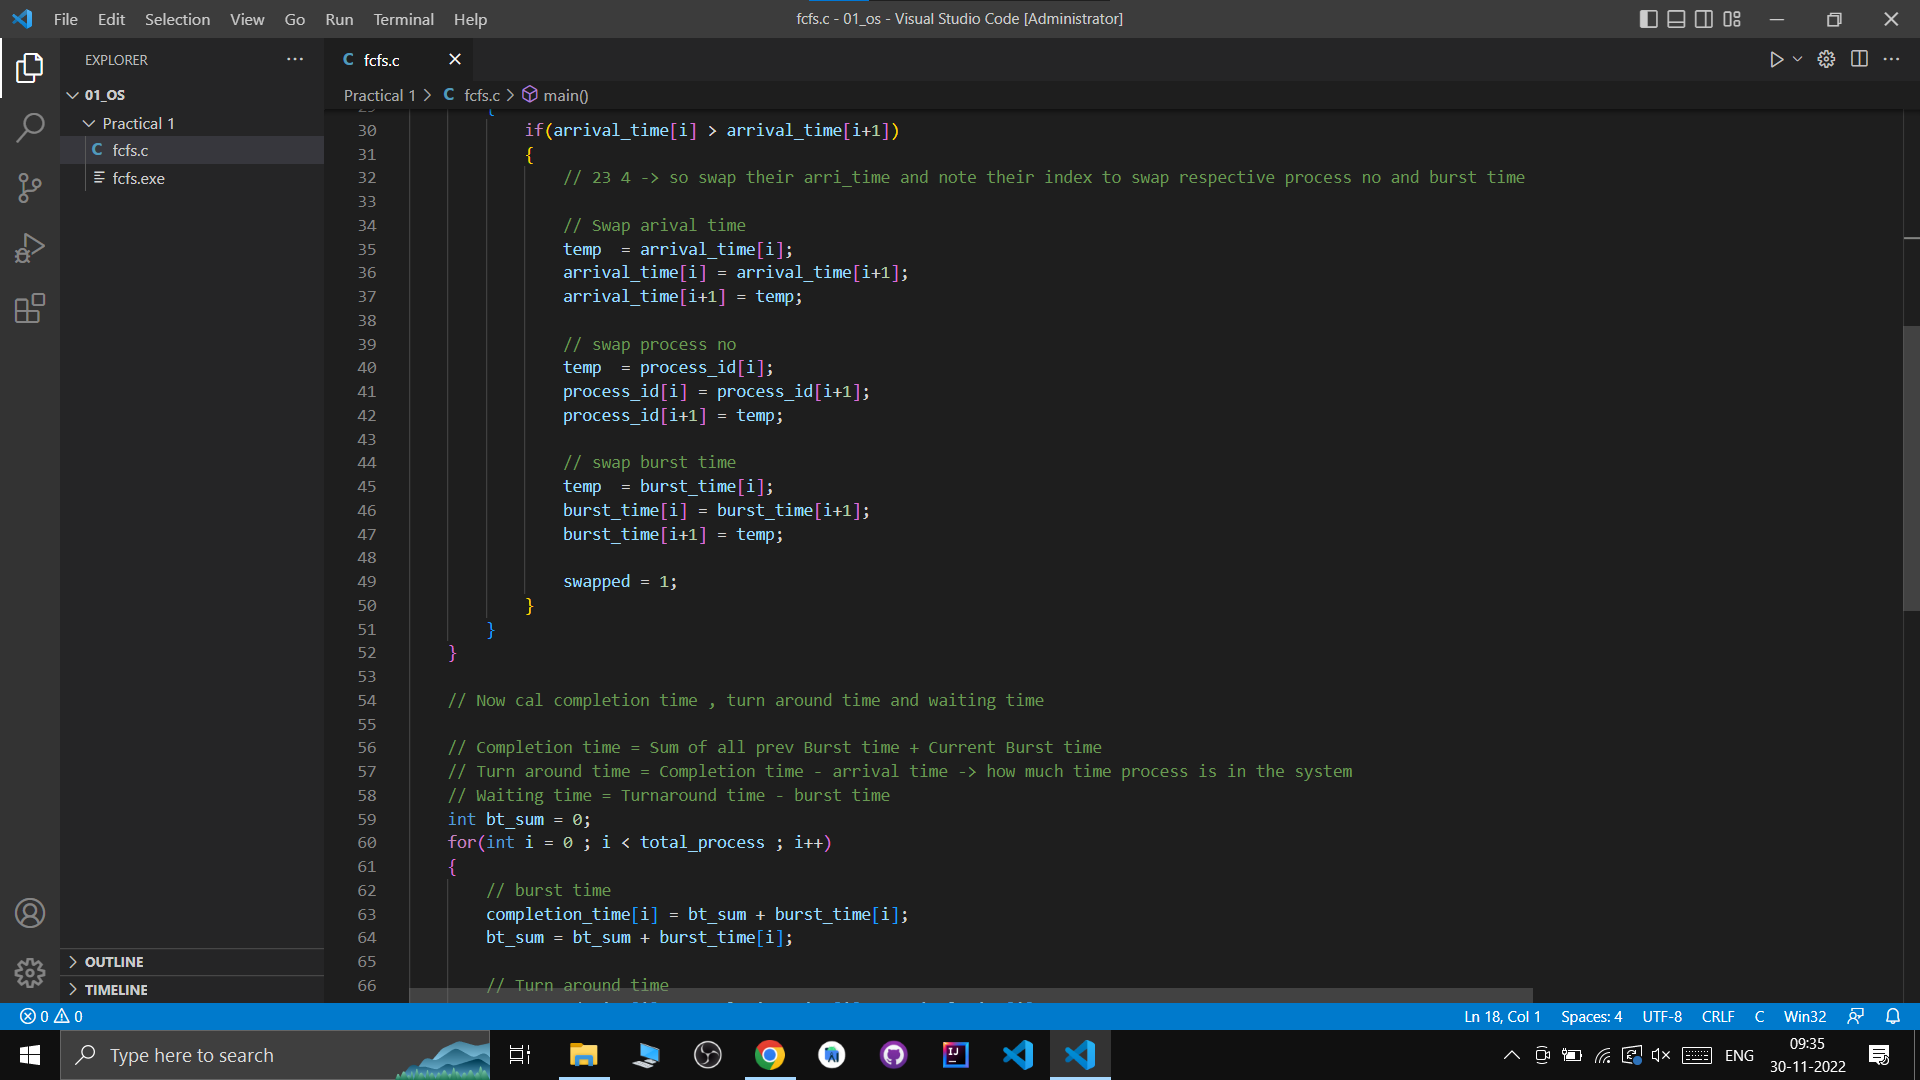 File Edit Selection View Go Run Terminal Help
fcfs.c - 01_os - Visual Studio Code [Administrator]
EXPLORER
C fcfs.c
01_OS
Practical 1 > C fcfs.c > main()
Practical 1
C fcfs.c
fcfs.exe
{
30 if(arrival_time[i] > arrival_time[i+1])
31 {
32 // 23 4 -> so swap their arri_time and note their index to swap respective process no and burst time
33
34 // Swap arival time
35 temp  = arrival_time[i];
36 arrival_time[i] = arrival_time[i+1];
37 arrival_time[i+1] = temp;
38
39 // swap process no
40 temp  = process_id[i];
41 process_id[i] = process_id[i+1];
42 process_id[i+1] = temp;
43
44 // swap burst time
45 temp  = burst_time[i];
46 burst_time[i] = burst_time[i+1];
47 burst_time[i+1] = temp;
48
49 swapped = 1;
50 }
51 }
52 }
53
54 // Now cal completion time , turn around time and waiting time
55
56 // Completion time = Sum of all prev Burst time + Current Burst time
57 // Turn around time = Completion time - arrival time -> how much time process is in the system
58 // Waiting time = Turnaround time - burst time
59 int bt_sum = 0;
60 for(int i = 0 ; i < total_process ; i++)
61 {
62 // burst time
63 completion_time[i] = bt_sum + burst_time[i];
64 bt_sum = bt_sum + burst_time[i];
65
66 // Turn around time
OUTLINE
TIMELINE
0 0
Ln 18, Col 1 Spaces: 4 UTF-8 CRLF C Win32
Type here to search
ENG
09:35
30-11-2022